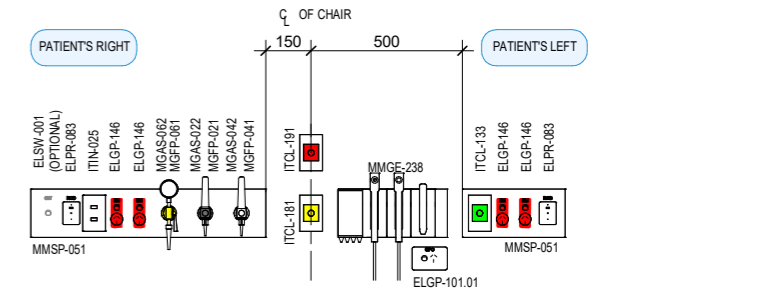 ℄ OF CHAIR
PATIENT'S RIGHT
150
500
PATIENT'S LEFT
ELSW-001
(OPTIONAL)
ELPR-083
ITIN-025
ELGP-146
ELGP-146
MGAS-062
MGFP-061
MGAS-022
MGFP-021
MGAS-042
MGFP-041
ITCL-191
ITCL-181
MMGE-238
ITCL-133
ELGP-146
ELGP-146
ELPR-083
MMSP-051
MMSP-051
ELGP-101.01